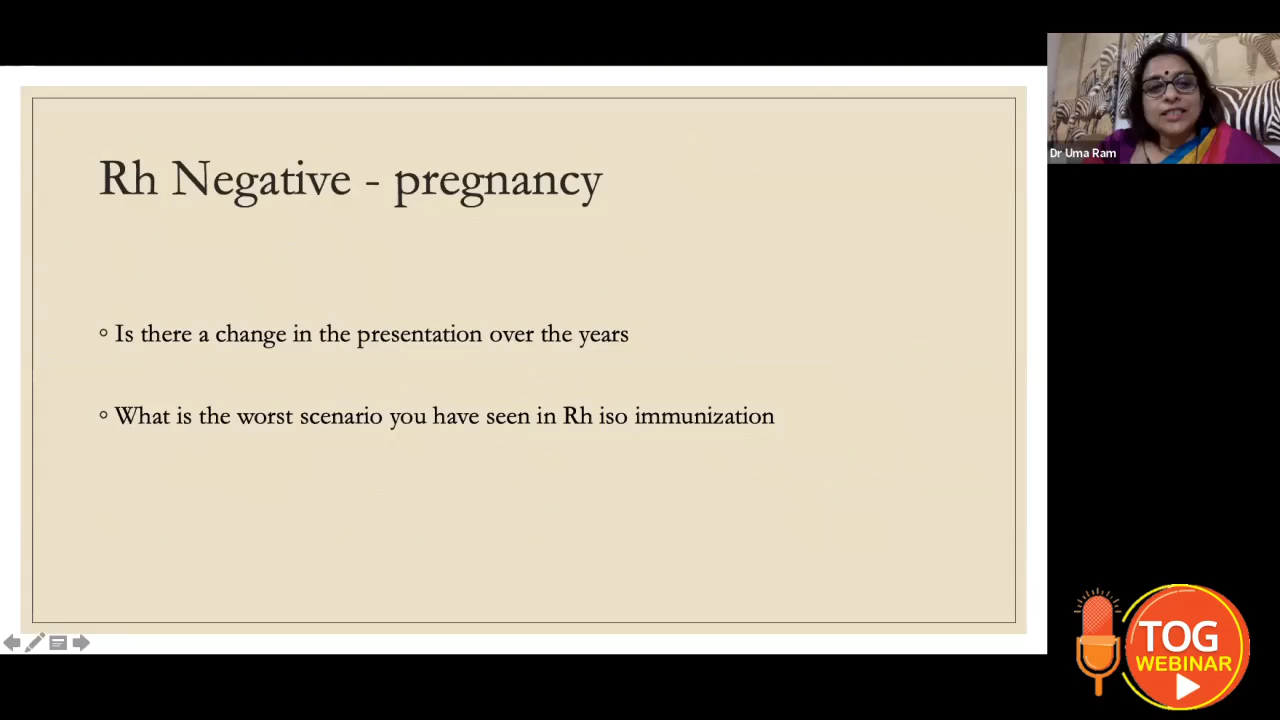 Rh Negative - pregnancy
◦ Is there a change in the presentation over the years
◦ What is the worst scenario you have seen in Rh iso immunization
Dr Uma Ram
TOG
WEBINAR